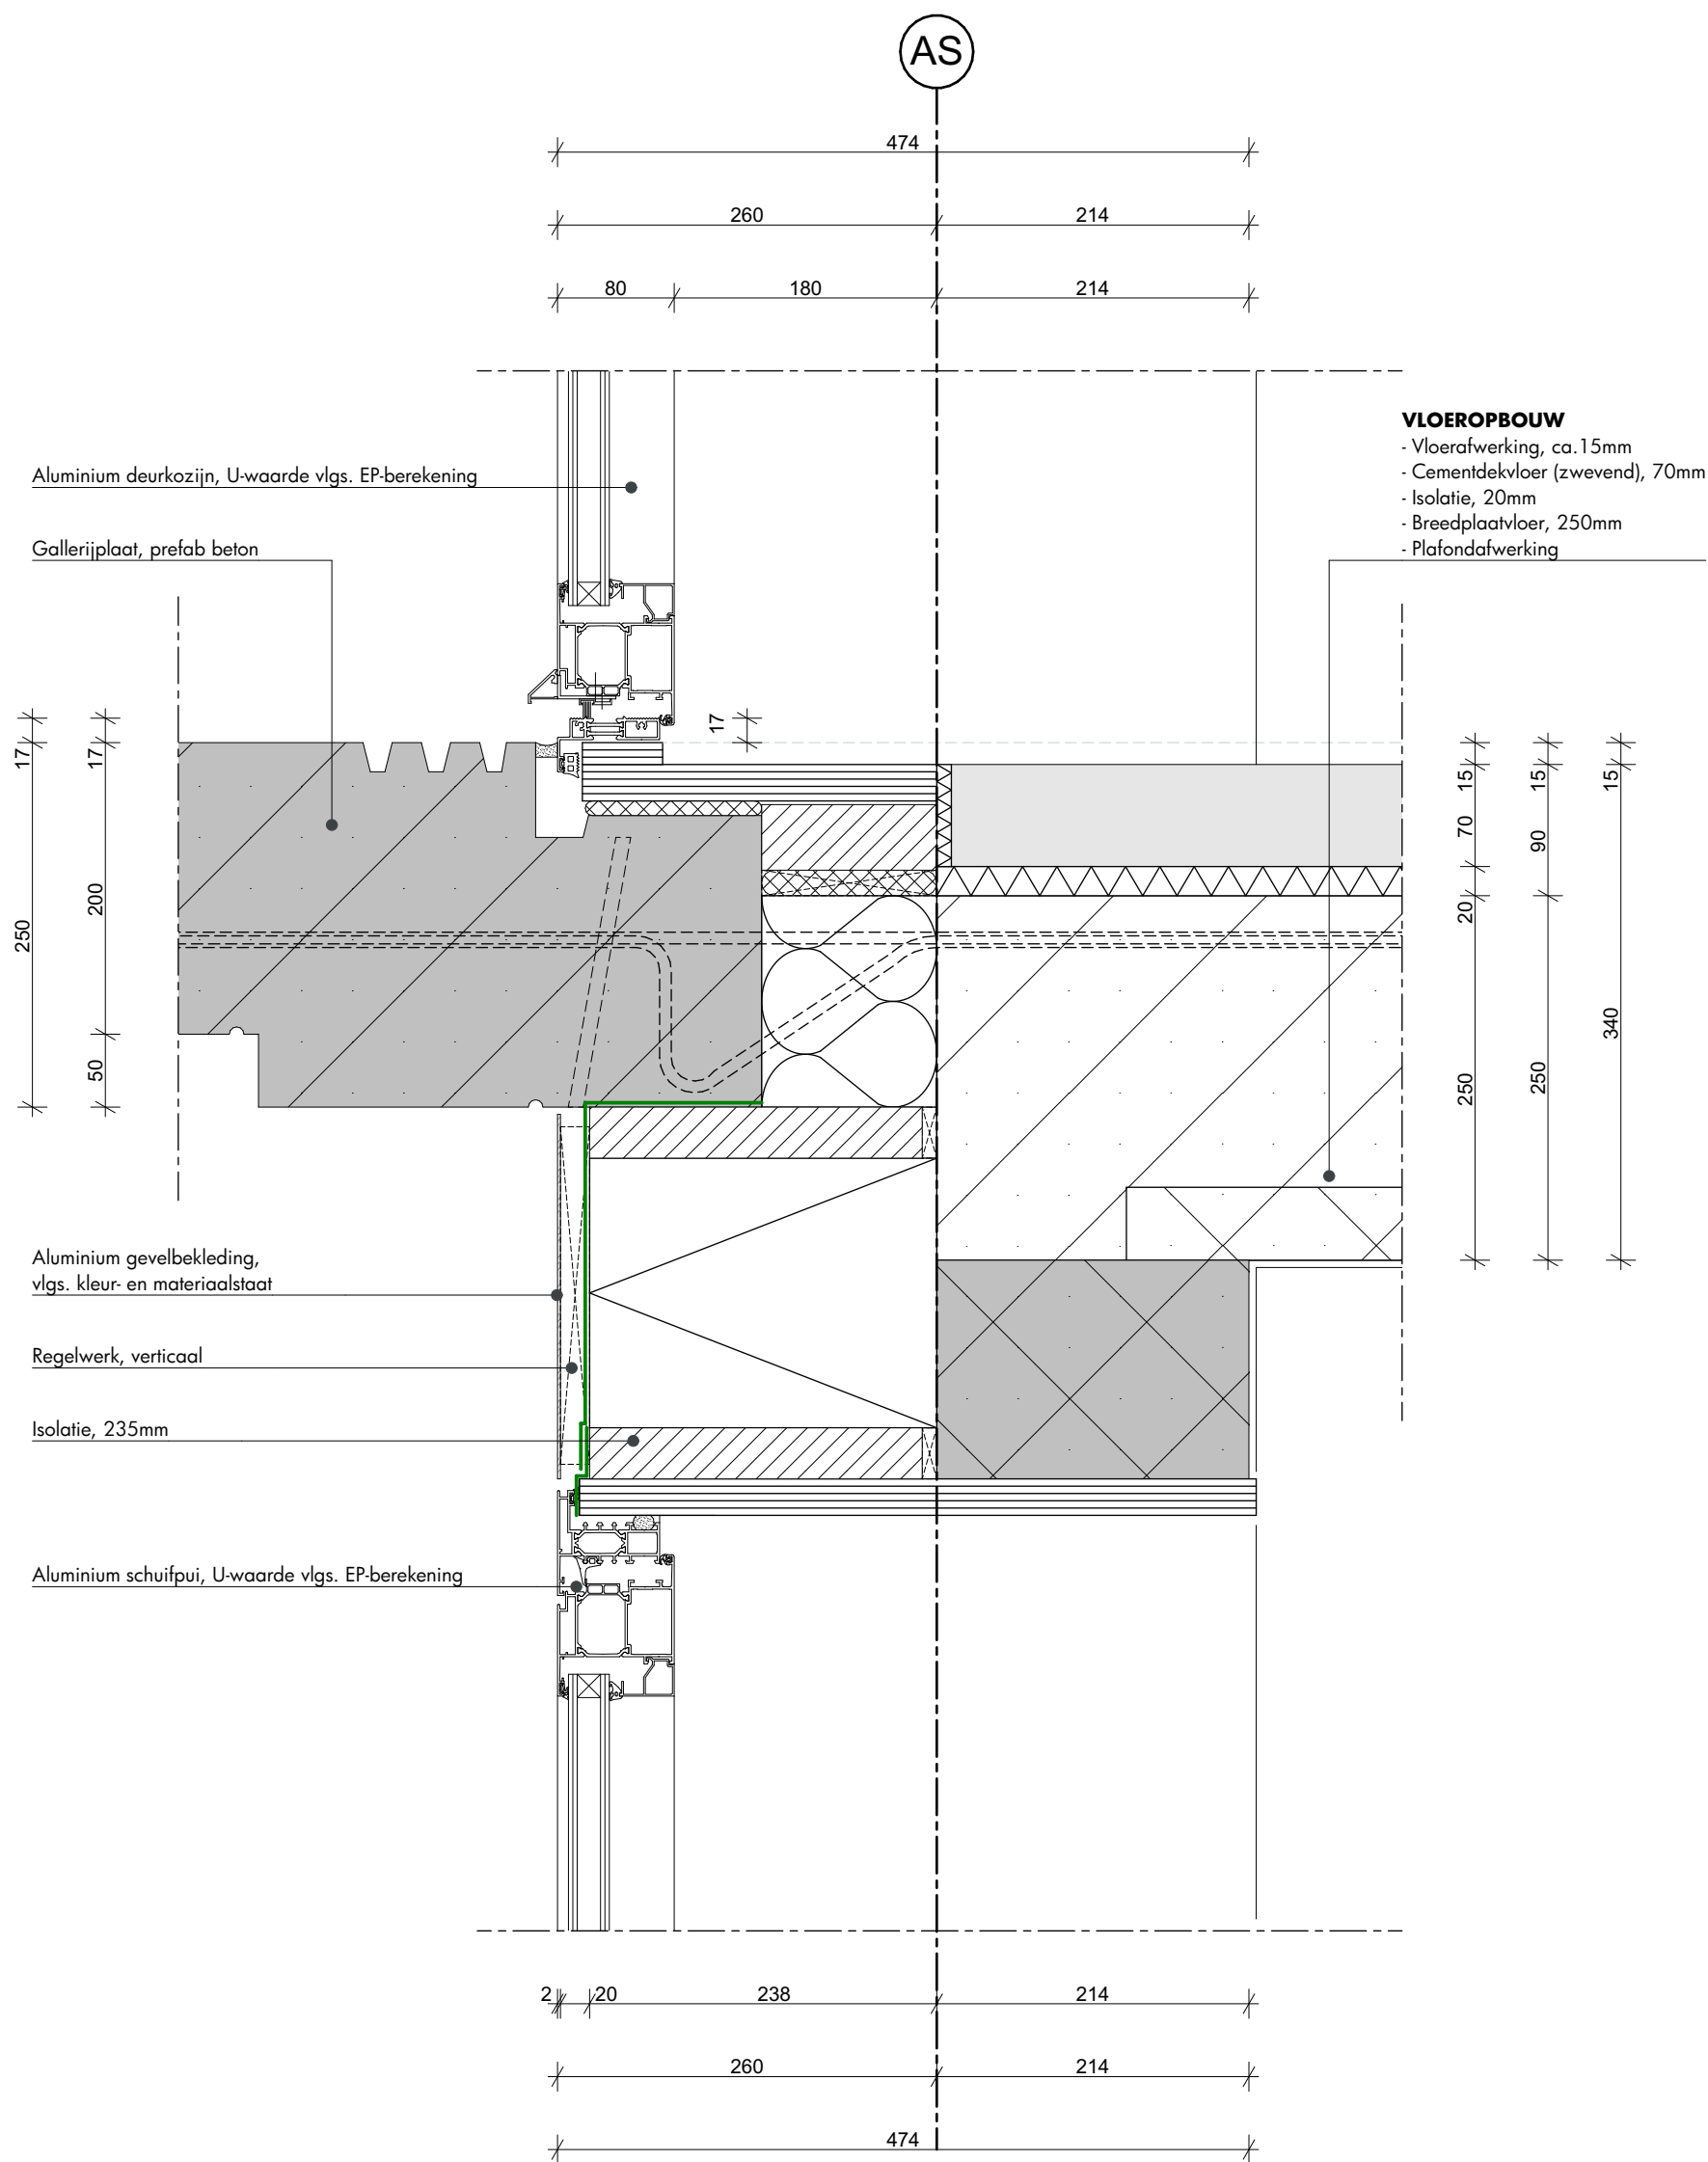 AS
474
260
214
80
180
214
VLOEROPBOUW
- Vloerafwerking, ca.15mm
- Cementdekvloer (zwevend), 70mm
- Isolatie, 20mm
- Breedplaatvloer, 250mm
- Plafondafwerking
Aluminium deurkozijn, U-waarde vlgs. EP-berekening
Gallerijplaat, prefab beton
17
17
17
250
200
50
15
15
15
70
90
20
340
250
250
Aluminium gevelbekleding,
vlgs. kleur- en materiaalstaat
Regelwerk, verticaal
Isolatie, 235mm
Aluminium schuifpui, U-waarde vlgs. EP-berekening
2
20
238
214
260
214
474